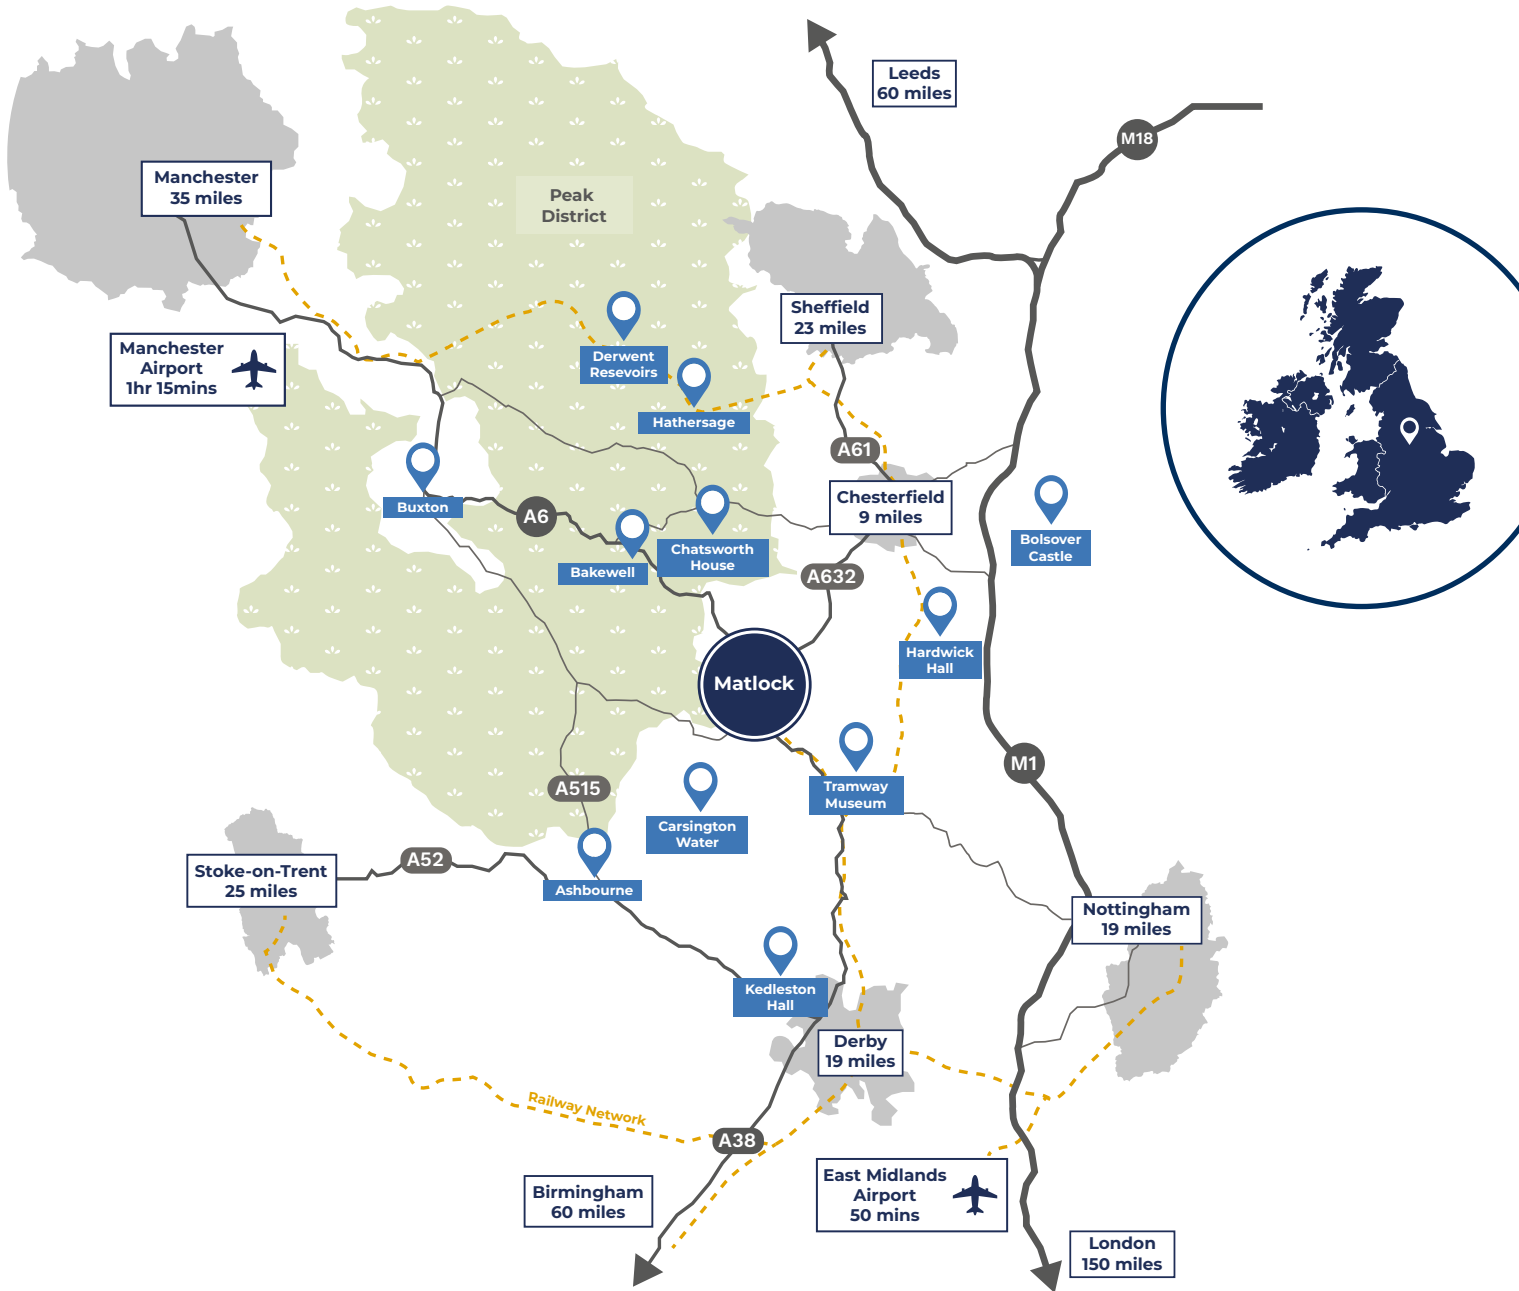 Leeds
60 miles
M18
Manchester
35 miles
Peak
District
Sheffield
23 miles
Manchester
Airport
1hr 15mins
Derwent
Resevoirs
Hathersage
A61
Chesterfield
9 miles
Buxton
A6
Bakewell
Chatsworth
House
Bolsover
Castle
A632
Hardwick
Hall
Matlock
M1
A515
Tramway
Museum
Carsington
Water
A52
Stoke-on-Trent
25 miles
Ashbourne
Nottingham
19 miles
Kedleston
Hall
Derby
19 miles
Railway Network
A38
Birmingham
60 miles
East Midlands
Airport
50 mins
London
150 miles